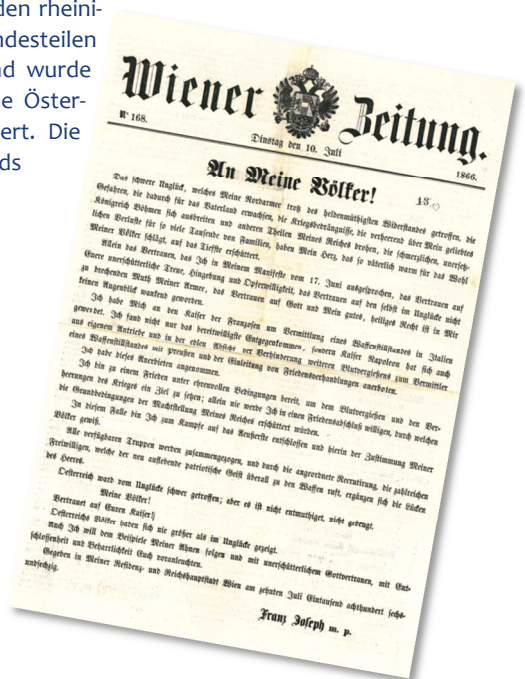 den rheini-
ndesteilen
nd wurde
e Öster-
ert. Die
ds
Wiener Zeitung.
Nr 168.
Dinstag den 10. Juli
1866.
An Meine Völker!
Das schwere Unglück, welches Meine Nordarmee trotz des heldenmüthigsten Widerstandes getroffen, die
Gefahren, die dadurch für das Vaterland erwachsen, die Kriegsbedrängnisse, die verheerend über Mein geliebtes
Königreich Böhmen sich ausbreiten und anderen Theilen Meines Reiches drohen, die schmerzlichen, unersetz-
lichen Verluste für so viele Tausende von Familien, haben Mein Herz, das so väterlich warm für das Wohl
Meiner Völker schlägt, auf das Tiefste erschüttert.
Allein das Vertrauen, das Ich in Meinem Manifeste vom 17. Juni ausgesprochen, das Vertrauen auf
Euere unerschütterliche Treue, Hingebung und Opferwilligkeit, das Vertrauen auf den selbst im Unglücke nicht
zu brechenden Muth Meiner Armee, das Vertrauen auf Gott und Mein gutes, heiliges Recht ist in Mir
keinen Augenblick wankend geworden.
Ich habe Mich an den Kaiser der Franzosen um Vermittlung eines Waffenstillstandes in Italien
gewendet. Ich fand nicht nur das bereitwilligste Entgegenkommen, sondern Kaiser Napoleon hat sich auch
aus eigenem Antriebe und in der edlen Absicht der Verhinderung weiteren Blutvergießens zum Vermittler
eines Waffenstillstandes mit Preußen und der Einleitung von Friedensverhandlungen angeboten.
Ich habe dieses Anerbieten angenommen.
Ich bin zu einem Frieden unter ehrenvollen Bedingungen bereit, um dem Blutvergießen und den Ver-
heerungen des Krieges ein Ziel zu setzen; allein nie werde Ich in einen Friedensabschluß willigen, durch welchen
die Grundbedingungen der Machtstellung Meines Reiches erschüttert würden.
In diesem Falle bin Ich zum Kampfe auf das Aeußerste entschlossen und hierin der Zustimmung Meiner
Völker gewiß.
Alle verfügbaren Truppen werden zusammengezogen, und durch die angeordnete Recrutirung, die zahlreichen
Freiwilligen, welche der neu auflebende patriotische Geist überall zu den Waffen ruft, ergänzen sich die Lücken
des Heeres.
Oesterreich ward vom Unglücke schwer getroffen; aber es ist nicht entmuthiget, nicht gebeugt.
Meine Völker!
Vertrauet auf Euren Kaiser!
Oesterreichs Völker haben sich nie größer als im Unglücke gezeigt.
Auch Ich will dem Beispiele Meiner Ahnen folgen und mit unerschütterlichem Gottvertrauen, mit Ent-
schlossenheit und Beharrlichkeit Euch voranleuchten.
Gegeben in Meiner Residenz- und Reichshauptstadt Wien am zehnten Juli Eintausend achthundert sechs-
undsechzig.
Franz Joseph m. p.